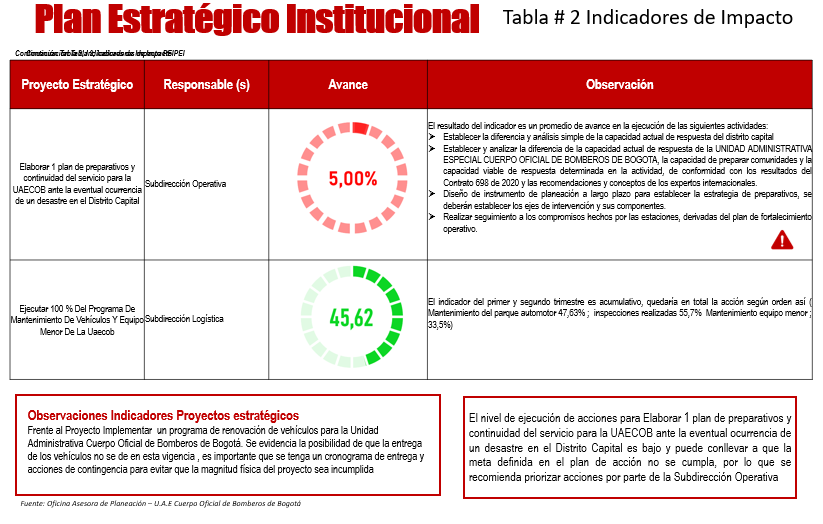 Plan Estratégico Institucional
Tabla # 2 Indicadores de Impacto
Proyecto Estratégico
Responsable (s)
Avance
Observación
Elaborar 1 plan de preparativos y
continuidad del servicio para la
UAECOB ante la eventual ocurrencia
de un desastre en el Distrito Capital
Subdirección Operativa
5,00%
El resultado del indicador es un promedio de avance en la ejecución de las siguientes actividades:
➢ Establecer la diferencia y análisis simple de la capacidad actual de respuesta del distrito capital
➢ Establecer y analizar la diferencia de la capacidad actual de respuesta de la UNIDAD ADMINISTRATIVA
ESPECIAL CUERPO OFICIAL DE BOMBEROS DE BOGOTA, la capacidad de preparar comunidades y la
capacidad viable de respuesta determinada en la actividad, de conformidad con los resultados del
Contrato 698 de 2020 y las recomendaciones y conceptos de los expertos internacionales.
➢ Diseño de instrumento de planeación a largo plazo para establecer la estrategia de preparativos, se
deberán establecer los ejes de intervención y sus componentes.
➢ Realizar seguimiento a los compromisos hechos por las estaciones, derivadas del plan de fortalecimiento
operativo.
Ejecutar 100 % Del Programa De
Mantenimiento De Vehículos Y Equipo
Menor De La Uaecob
Subdirección Logística
45,62
El indicador del primer y segundo trimestre es acumulativo, quedaría en total la acción según orden así (
Mantenimiento del parque automotor 47,63% ; inspecciones realizadas 55,7% Mantenimiento equipo menor ;
33,5%)
Observaciones Indicadores Proyectos estratégicos
Frente al Proyecto Implementar un programa de renovación de vehículos para la Unidad
Administrativa Cuerpo Oficial de Bomberos de Bogotá. Se evidencia la posibilidad de que la entrega
de los vehículos no se de en esta vigencia , es importante que se tenga un cronograma de entrega y
acciones de contingencia para evitar que la magnitud física del proyecto sea incumplida
El nivel de ejecución de acciones para Elaborar 1 plan de preparativos y
continuidad del servicio para la UAECOB ante la eventual ocurrencia de
un desastre en el Distrito Capital es bajo y puede conllevar a que la
meta definida en el plan de acción no se cumpla, por lo que se
recomienda priorizar acciones por parte de la Subdirección Operativa
Fuente: Oficina Asesora de Planeación – U.A.E Cuerpo Oficial de Bomberos de Bogotá